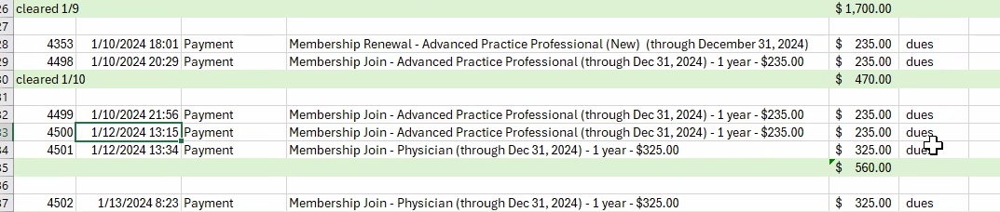 26 cleared 1/9 $ 1,700.00
27
28 4353 1/10/2024 18:01 Payment Membership Renewal - Advanced Practice Professional (New) (through December 31, 2024) $ 235.00 dues
29 4498 1/10/2024 20:29 Payment Membership Join - Advanced Practice Professional (through Dec 31, 2024) - 1 year - $235.00 $ 235.00 dues
30 cleared 1/10 $ 470.00
31
32 4499 1/10/2024 21:56 Payment Membership Join - Advanced Practice Professional (through Dec 31, 2024) - 1 year - $235.00 $ 235.00 dues
33 4500 1/12/2024 13:15 Payment Membership Join - Advanced Practice Professional (through Dec 31, 2024) - 1 year - $235.00 $ 235.00 dues
34 4501 1/12/2024 13:34 Payment Membership Join - Physician (through Dec 31, 2024) - 1 year - $325.00 $ 325.00 dues
35 $ 560.00
36
37 4502 1/13/2024 8:23 Payment Membership Join - Physician (through Dec 31, 2024) - 1 year - $325.00 $ 325.00 dues